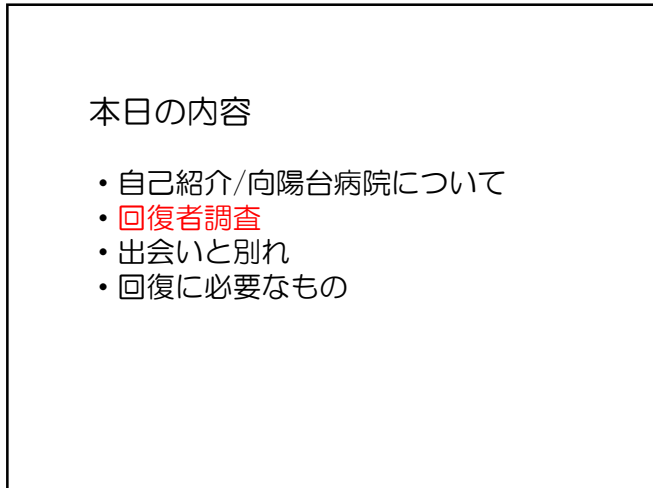 本日の内容
・自己紹介/向陽台病院について
・回復者調査
・出会いと別れ
・回復に必要なもの